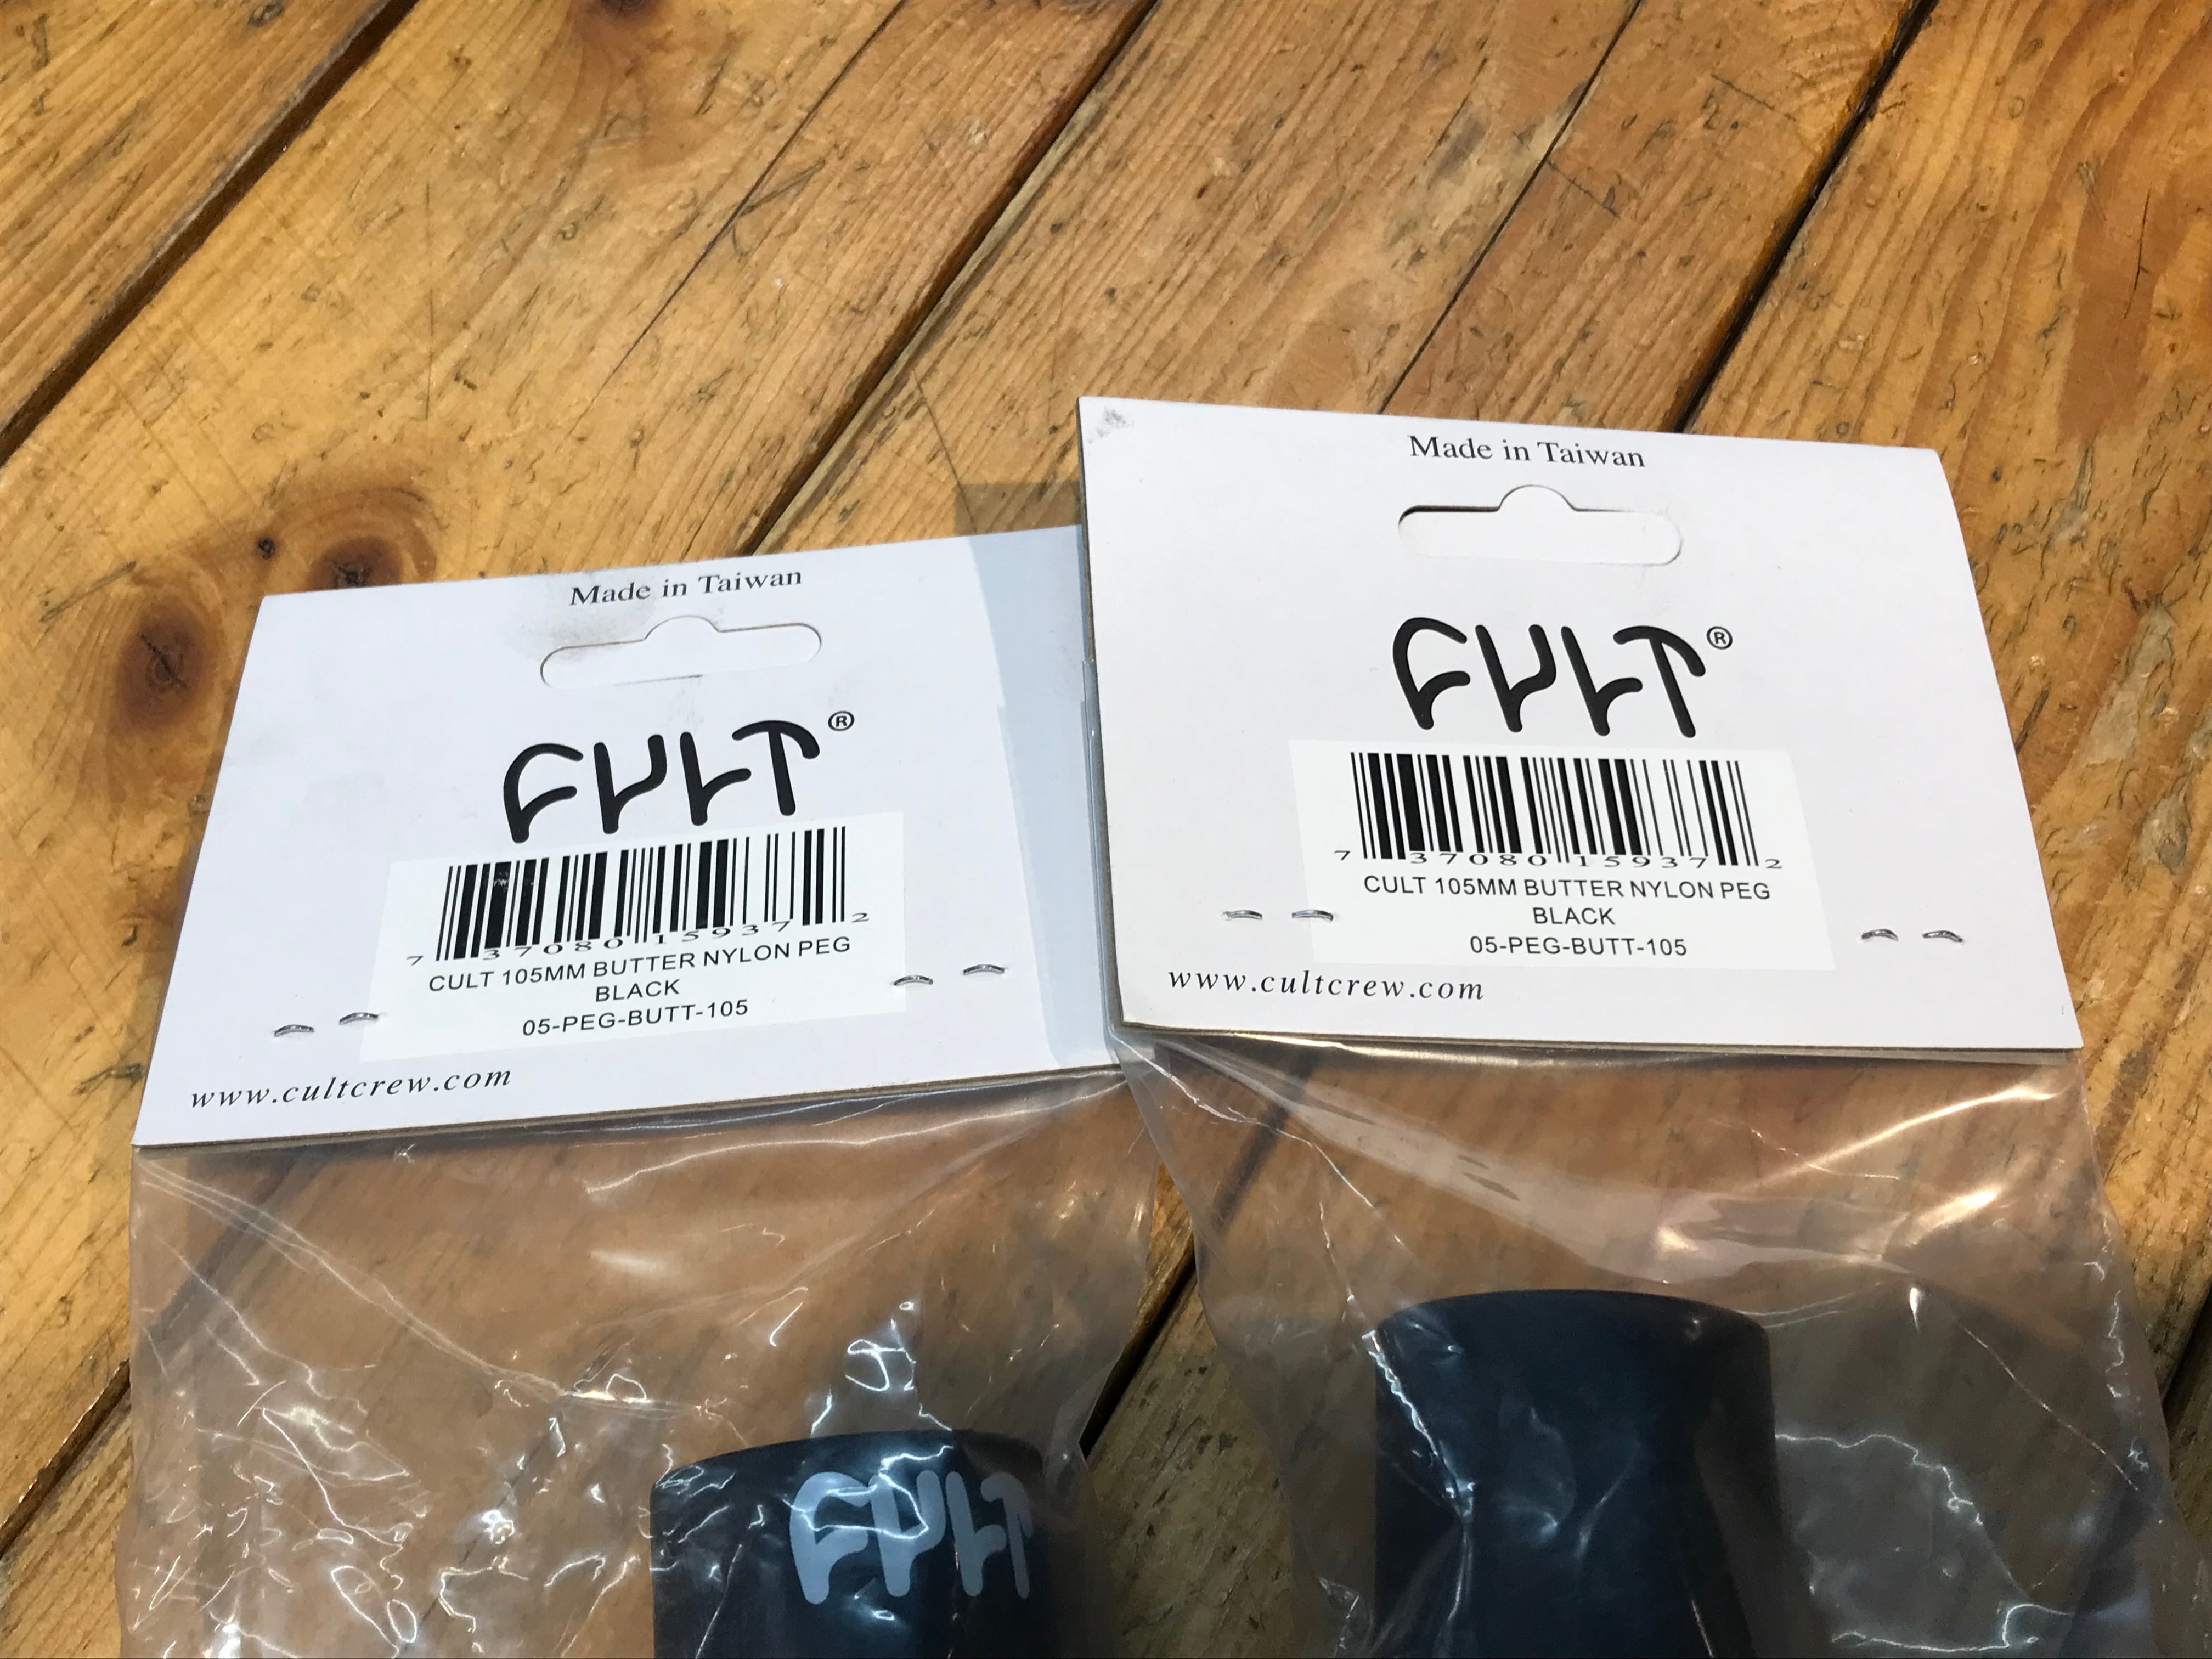 Made in Taiwan
CULT®
7 37080 15937 2
CULT 105MM BUTTER NYLON PEG
BLACK
05-PEG-BUTT-105
www.cultcrew.com
CULT
Made in Taiwan
CULT®
7 37080 15937 2
CULT 105MM BUTTER NYLON PEG
BLACK
05-PEG-BUTT-105
www.cultcrew.com